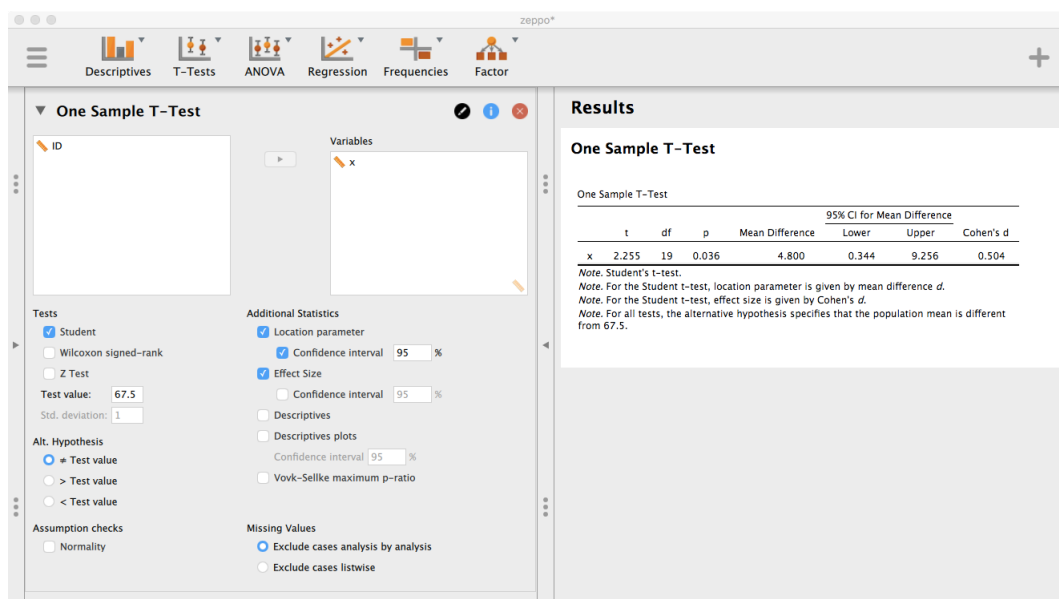 zeppo*
Descriptives T-Tests ANOVA Regression Frequencies Factor
One Sample T-Test
ID
Variables
x
Tests
Student
Wilcoxon signed-rank
Z Test
Test value: 67.5
Std. deviation: 1
Alt. Hypothesis
≠ Test value
> Test value
< Test value
Assumption checks
Normality
Additional Statistics
Location parameter
Confidence interval 95 %
Effect Size
Confidence interval 95 %
Descriptives
Descriptives plots
Confidence interval 95 %
Vovk-Sellke maximum p-ratio
Missing Values
Exclude cases analysis by analysis
Exclude cases listwise
Results
One Sample T-Test
One Sample T-Test
95% CI for Mean Difference
t df p Mean Difference Lower Upper Cohen's d
x 2.255 19 0.036 4.800 0.344 9.256 0.504
Note. Student's t-test.
Note. For the Student t-test, location parameter is given by mean difference d.
Note. For the Student t-test, effect size is given by Cohen's d.
Note. For all tests, the alternative hypothesis specifies that the population mean is different
from 67.5.